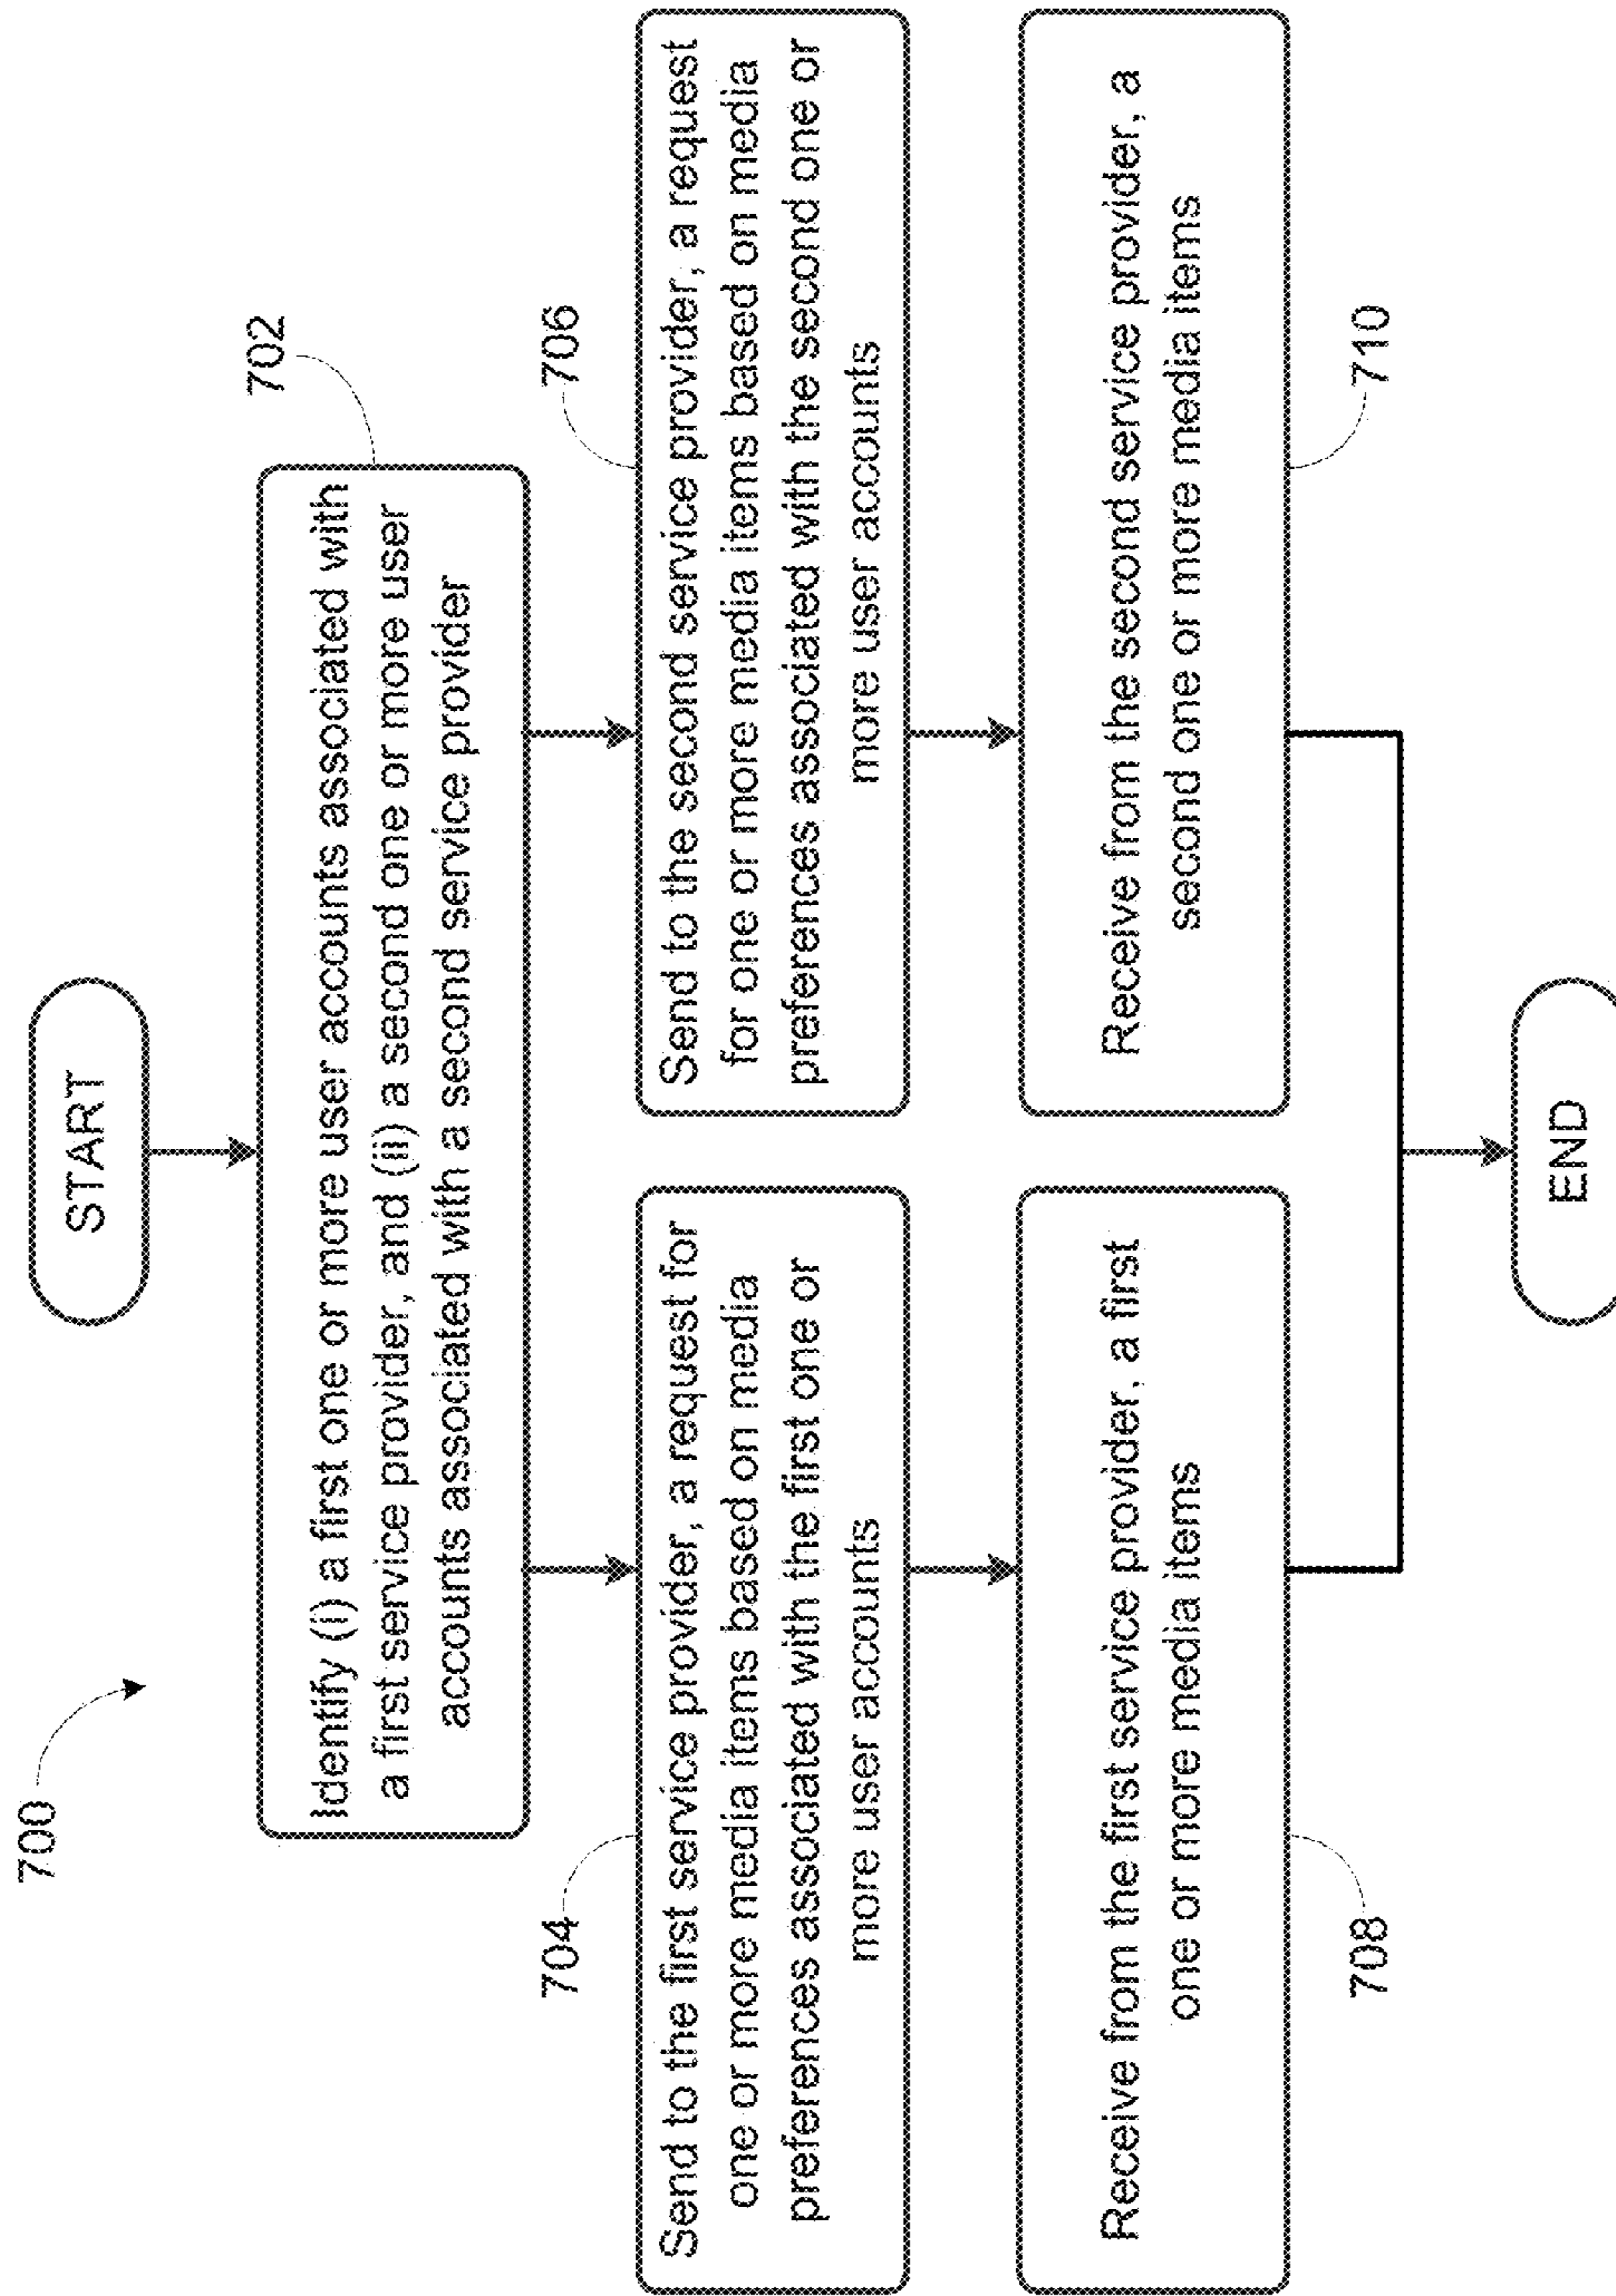 700
START
702
Identify (i) a first one or more user accounts associated with
a first service provider, and (ii) a second one or more user
accounts associated with a second service provider
704
Send to the first service provider, a request for
one or more media items based on media
preferences associated with the first one or
more user accounts
706
Send to the second service provider, a request
for one or more media items based on media
preferences associated with the second one or
more user accounts
Receive from the first service provider, a first
one or more media items
708
Receive from the second service provider, a
second one or more media items
710
END